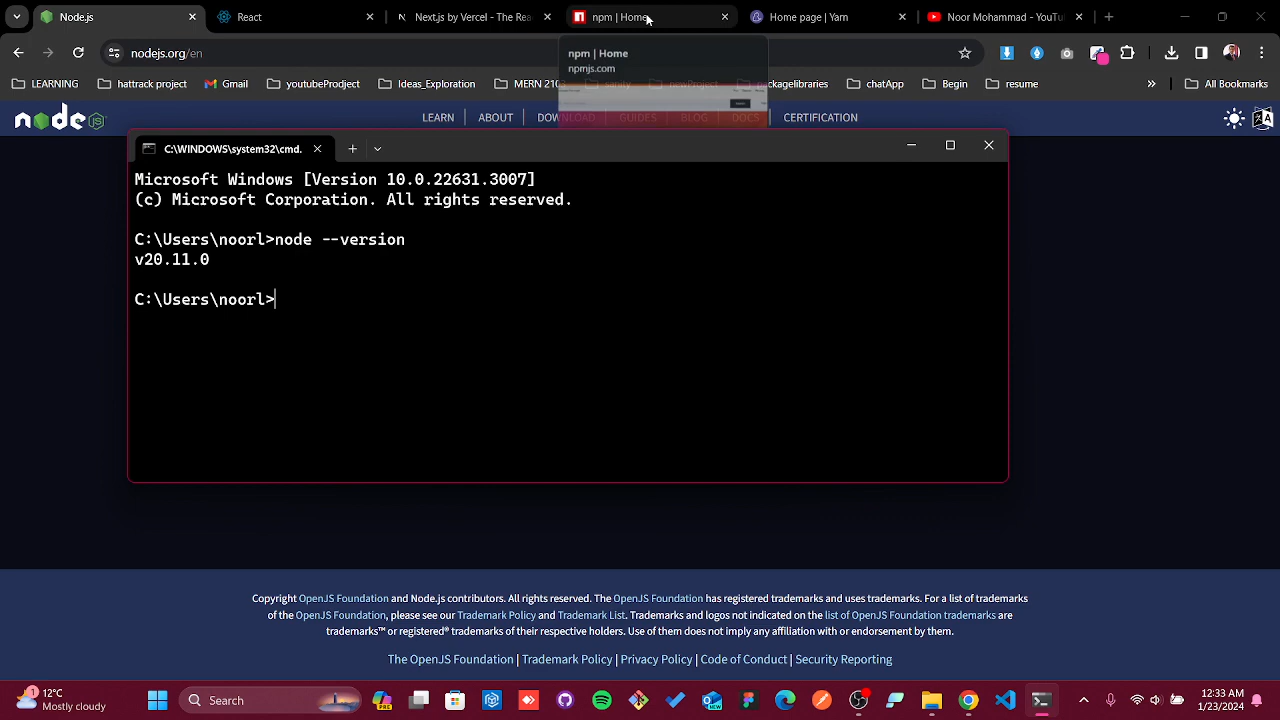 Node.js
React
Next.js by Vercel - The Rea
npm | Home
Home page | Yarn
Noor Mohammad - YouTu
nodejs.org/en
npm | Home
npmjs.com
LEARNING
hattrack project
Gmail
youtubeProject
Ideas_Exploration
MERN 2103
sanity
newProject
packagelibraries
chatApp
Begin
resume
All Bookmarks
node
JS
LEARN
ABOUT
DOWNLOAD
GUIDES
BLOG
DOCS
CERTIFICATION
C:\WINDOWS\system32\cmd.
Microsoft Windows [Version 10.0.22631.3007]
(c) Microsoft Corporation. All rights reserved.
C:\Users\noorl>node --version
v20.11.0
C:\Users\noorl>
Copyright OpenJS Foundation and Node.js contributors. All rights reserved. The OpenJS Foundation has registered trademarks and uses trademarks. For a list of trademarks
of the OpenJS Foundation, please see our Trademark Policy and Trademark List. Trademarks and logos not indicated on the list of OpenJS Foundation trademarks are
trademarks™ or registered® trademarks of their respective holders. Use of them does not imply any affiliation with or endorsement by them.
The OpenJS Foundation | Trademark Policy | Privacy Policy | Code of Conduct | Security Reporting
1
12°C
Mostly cloudy
Search
PRE
NEW
12:33 AM
1/23/2024